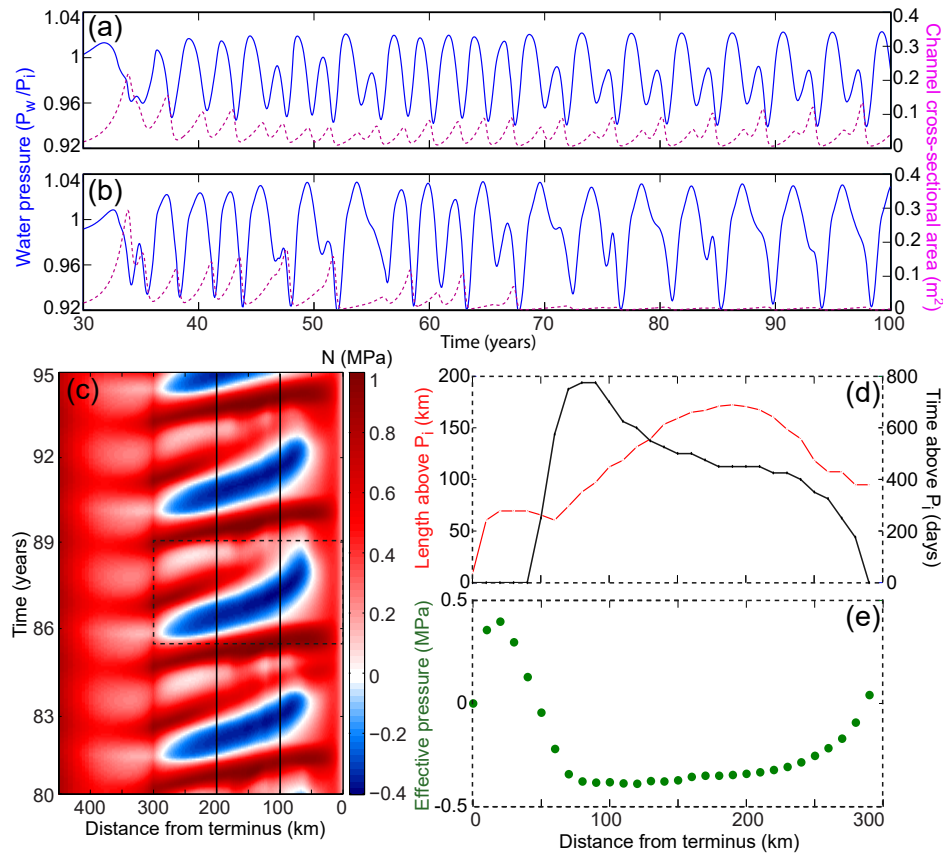 (a)
1.04
1
0.96
0.92
0.4
0.3
0.2
0.1
0
(b)
1.04
1
0.96
0.92
0.4
0.3
0.2
0.1
0
Water pressure (Pw/Pi)
Channel cross-sectional area (m²)
30 40 50 60 70 80 90 100
Time (years)
(c)
N (MPa)
95
92
89
86
83
80
Time (years)
400 300 200 100 0
Distance from terminus (km)
1
0.8
0.6
0.4
0.2
0
−0.2
−0.4
(d)
Length above Pi (km)
200
150
100
50
0
800
600
400
200
0
Time above Pi (days)
(e)
Effective pressure (MPa)
0.5
0
-0.5
0 100 200 300
Distance from terminus (km)